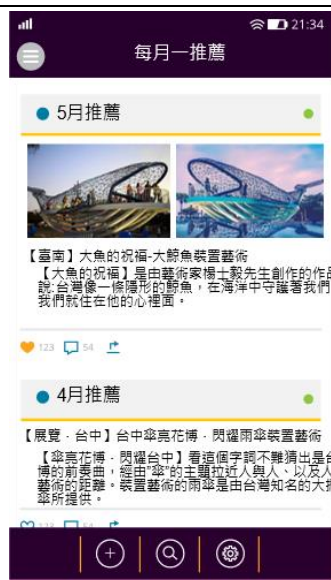 21:34
每月一推薦
5月推薦
【臺南】大魚的祝福-大鯨魚裝置藝術
【大魚的祝福】是由藝術家楊士毅先生創作的作品
說:台灣像一條隱形的鯨魚，在海洋中守護著我們
我們就住在他的心裡面。
123 54
4月推薦
【展覽．台中】台中傘亮花博．閃耀雨傘裝置藝術
【傘亮花博．閃耀台中】看這個字詞不難猜出是台
博的前奏曲，經由"傘"的主題拉近人與人、以及人
藝術的距離。裝置藝術的雨傘是由台灣知名的大振
傘所提供。
123 54